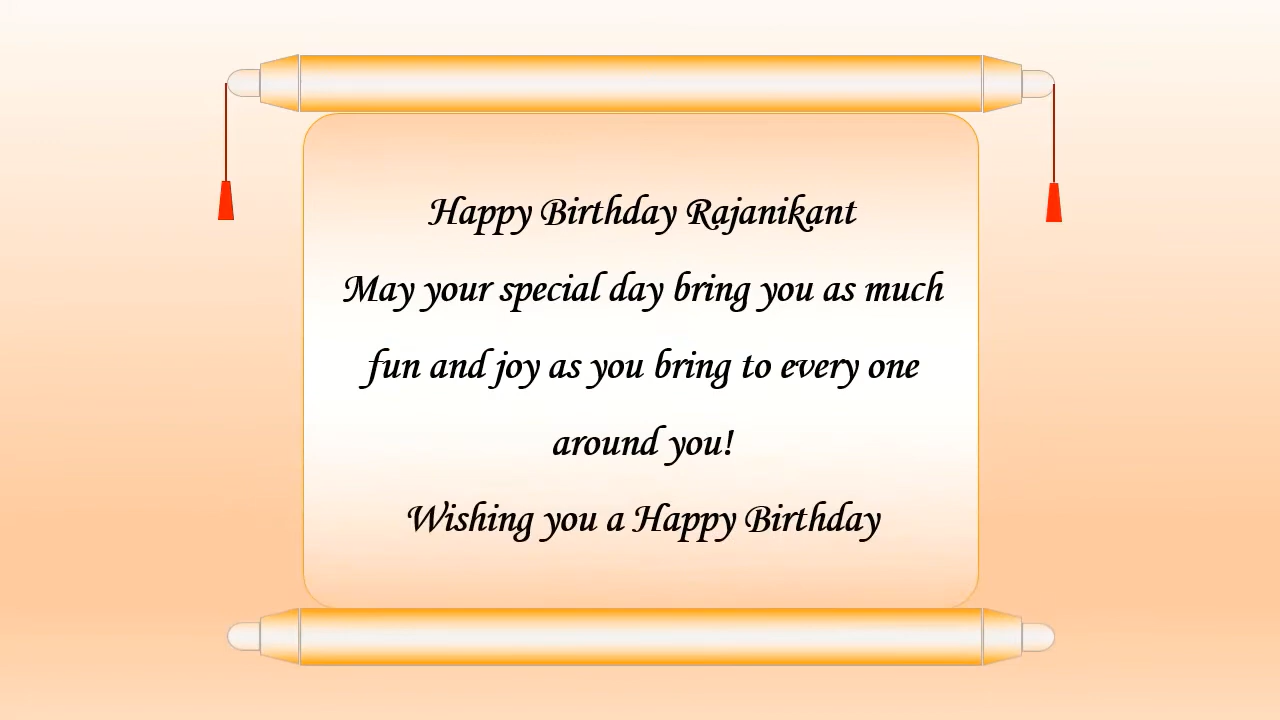 Happy Birthday Rajanikant
May your special day bring you as much
fun and joy as you bring to every one
around you!
Wishing you a Happy Birthday